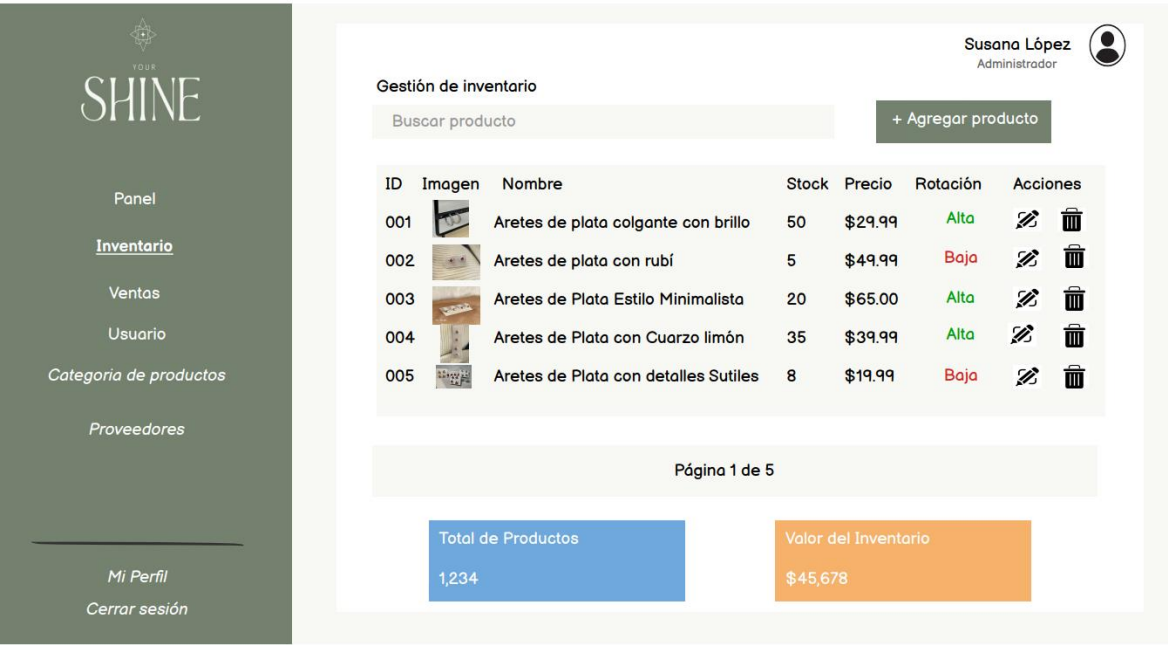 YOUR
SHINE
Panel
Inventario
Ventas
Usuario
Categoria de productos
Proveedores
Mi Perfil
Cerrar sesión
Susana López
Administrador
Gestión de inventario
Buscar producto
+ Agregar producto
ID Imagen Nombre Stock Precio Rotación Acciones
001 Aretes de plata colgante con brillo 50 $29.99 Alta
002 Aretes de plata con rubí 5 $49.99 Baja
003 Aretes de Plata Estilo Minimalista 20 $65.00 Alta
004 Aretes de Plata con Cuarzo limón 35 $39.99 Alta
005 Aretes de Plata con detalles Sutiles 8 $19.99 Baja
Página 1 de 5
Total de Productos
1,234
Valor del Inventario
$45,678